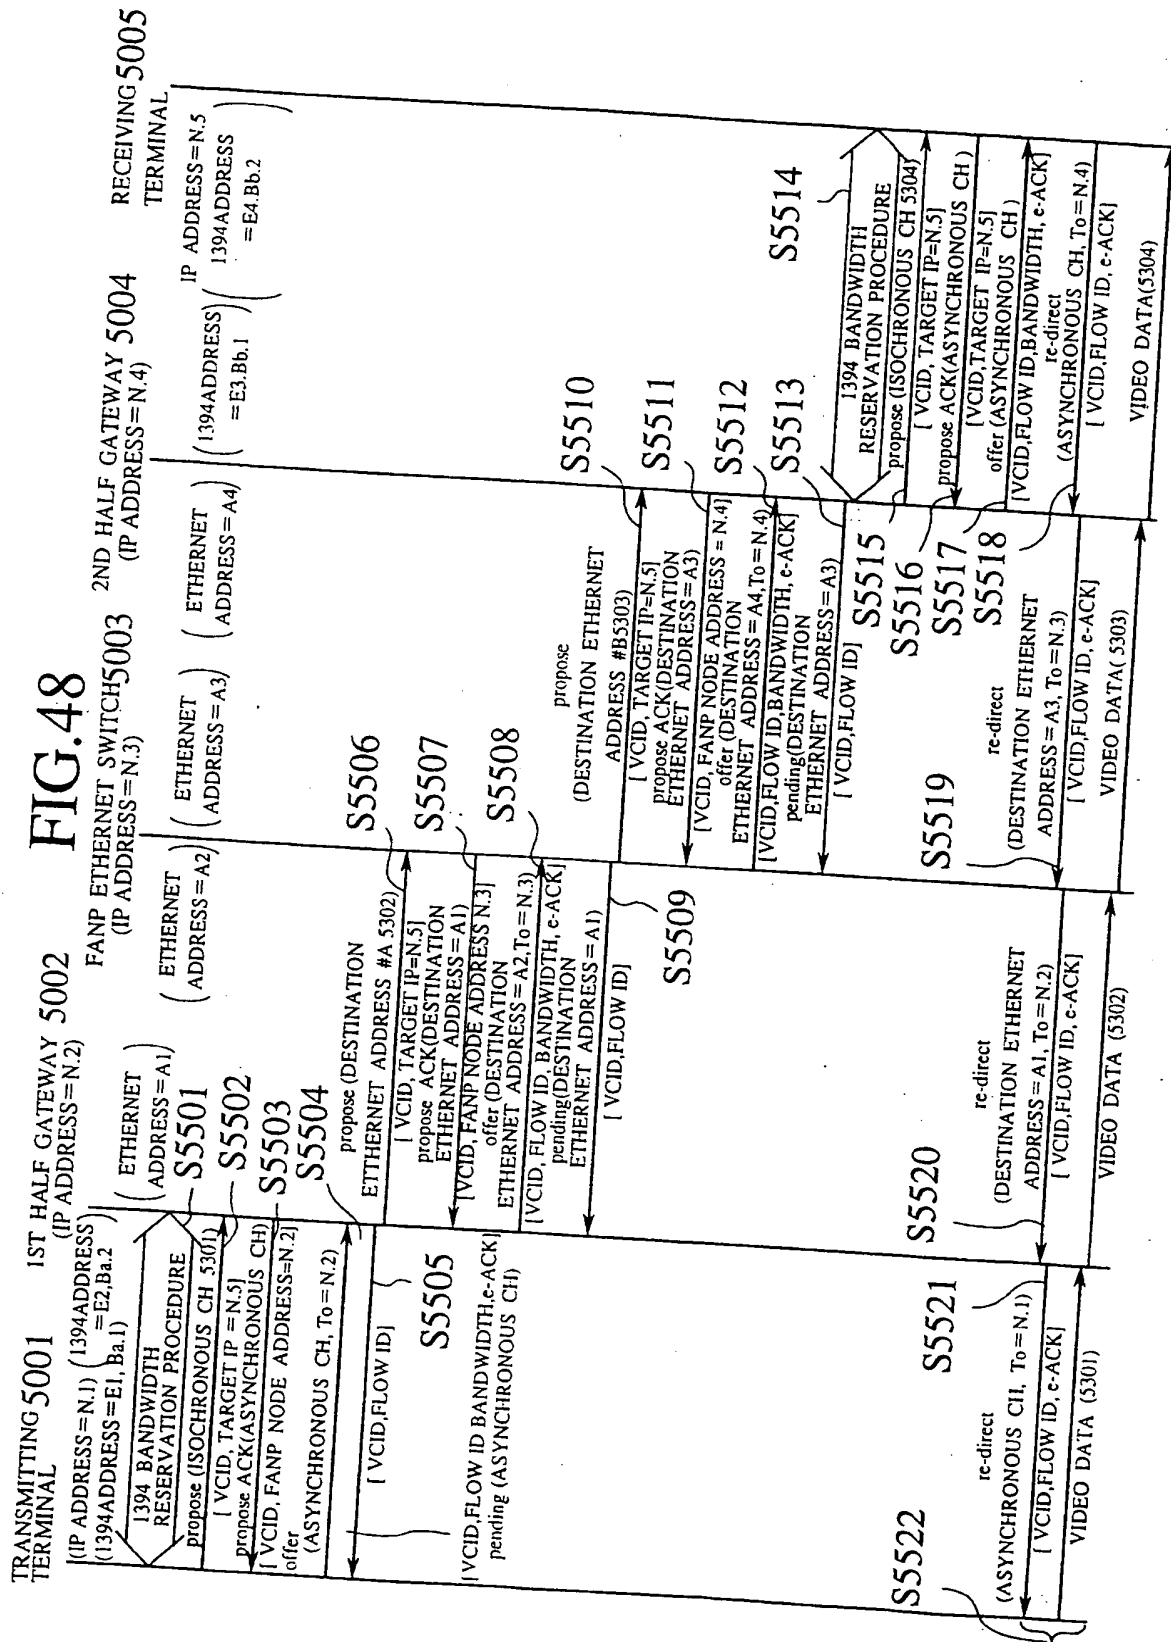 FIG.48
TRANSMITTING 5001
TERMINAL
(IP ADDRESS=N.1)
(1394ADDRESS=E1, Ba.1)
1ST HALF GATEWAY 5002
(IP ADDRESS=N.2)
(1394ADDRESS
=E2,Ba.2
(ETHERNET
ADDRESS=A1)
FANP ETHERNET SWITCH5003
(IP ADDRESS=N.3)
(ETHERNET
ADDRESS=A2)
(ETHERNET
ADDRESS=A3)
2ND HALF GATEWAY 5004
(IP ADDRESS=N.4)
(ETHERNET
ADDRESS=A4)
(1394ADDRESS
=E3.Bb.1)
RECEIVING 5005
TERMINAL
IP ADDRESS=N.5
1394ADDRESS
=E4.Bb.2
1394 BANDWIDTH
RESERVATION PROCEDURE
S5501
propose (ISOCHRONOUS CH 5301)
[ VCID, TARGET IP =N.5]
S5502
propose ACK(ASYNCHRONOUS CH)
[ VCID, FANP NODE ADDRESS=N.2]
S5503
offer
(ASYNCHRONOUS CH, To=N.2)
S5504
[ VCID,FLOW ID]
S5505
[VCID,FLOW ID BANDWIDTH,e-ACK]
pending (ASYNCHRONOUS CH)
propose (DESTINATION
ETTHERNET ADDRESS #A 5302)
S5506
[ VCID, TARGET IP=N.5]
propose ACK(DESTINATION
ETHERNET ADDRESS=A1)
S5507
[VCID, FANP NODE ADDRESS N.3]
offer (DESTINATION
ETHERNET ADDRESS=A2,To=N.3)
S5508
[VCID, FLOW ID, BANDWIDTH, e-ACK]
pending(DESTINATION
ETHERNET ADDRESS=A1)
[ VCID,FLOW ID]
S5509
propose
(DESTINATION ETHERNET
ADDRESS #B5303)
S5510
[ VCID, TARGET IP=N.5]
propose ACK(DESTINATION
ETHERNET ADDRESS=A3)
S5511
[VCID, FANP NODE ADDRESS = N.4]
offer (DESTINATION
ETHERNET ADDRESS=A4,To=N.4)
S5512
[VCID,FLOW ID,BANDWIDTH, e-ACK]
pending(DESTINATION
ETHERNET ADDRESS=A3)
S5513
[ VCID,FLOW ID]
S5514
1394 BANDWIDTH
RESERVATION PROCEDURE
propose (ISOCHRONOUS CH 5304)
S5515
[ VCID, TARGET IP=N.5]
propose ACK(ASYNCHRONOUS CH )
S5516
[VCID,TARGET IP=N.5]
offer (ASYNCHRONOUS CH )
S5517
[VCID,FLOW ID,BANDWIDTH, e-ACK]
re-direct
(ASYNCHRONOUS CH, To=N.4)
S5518
[ VCID,FLOW ID, e-ACK]
VIDEO DATA(5304)
S5519
re-direct
(DESTINATION ETHERNET
ADDRESS=A3, To=N.3)
[ VCID,FLOW ID, e-ACK]
VIDEO DATA( 5303)
S5520
re-direct
(DESTINATION ETHERNET
ADDRESS=A1, To=N.2)
[ VCID,FLOW ID, e-ACK]
VIDEO DATA (5302)
S5521
re-direct
(ASYNCHRONOUS CH, To=N.1)
[ VCID,FLOW ID, e-ACK]
VIDEO DATA (5301)
S5522